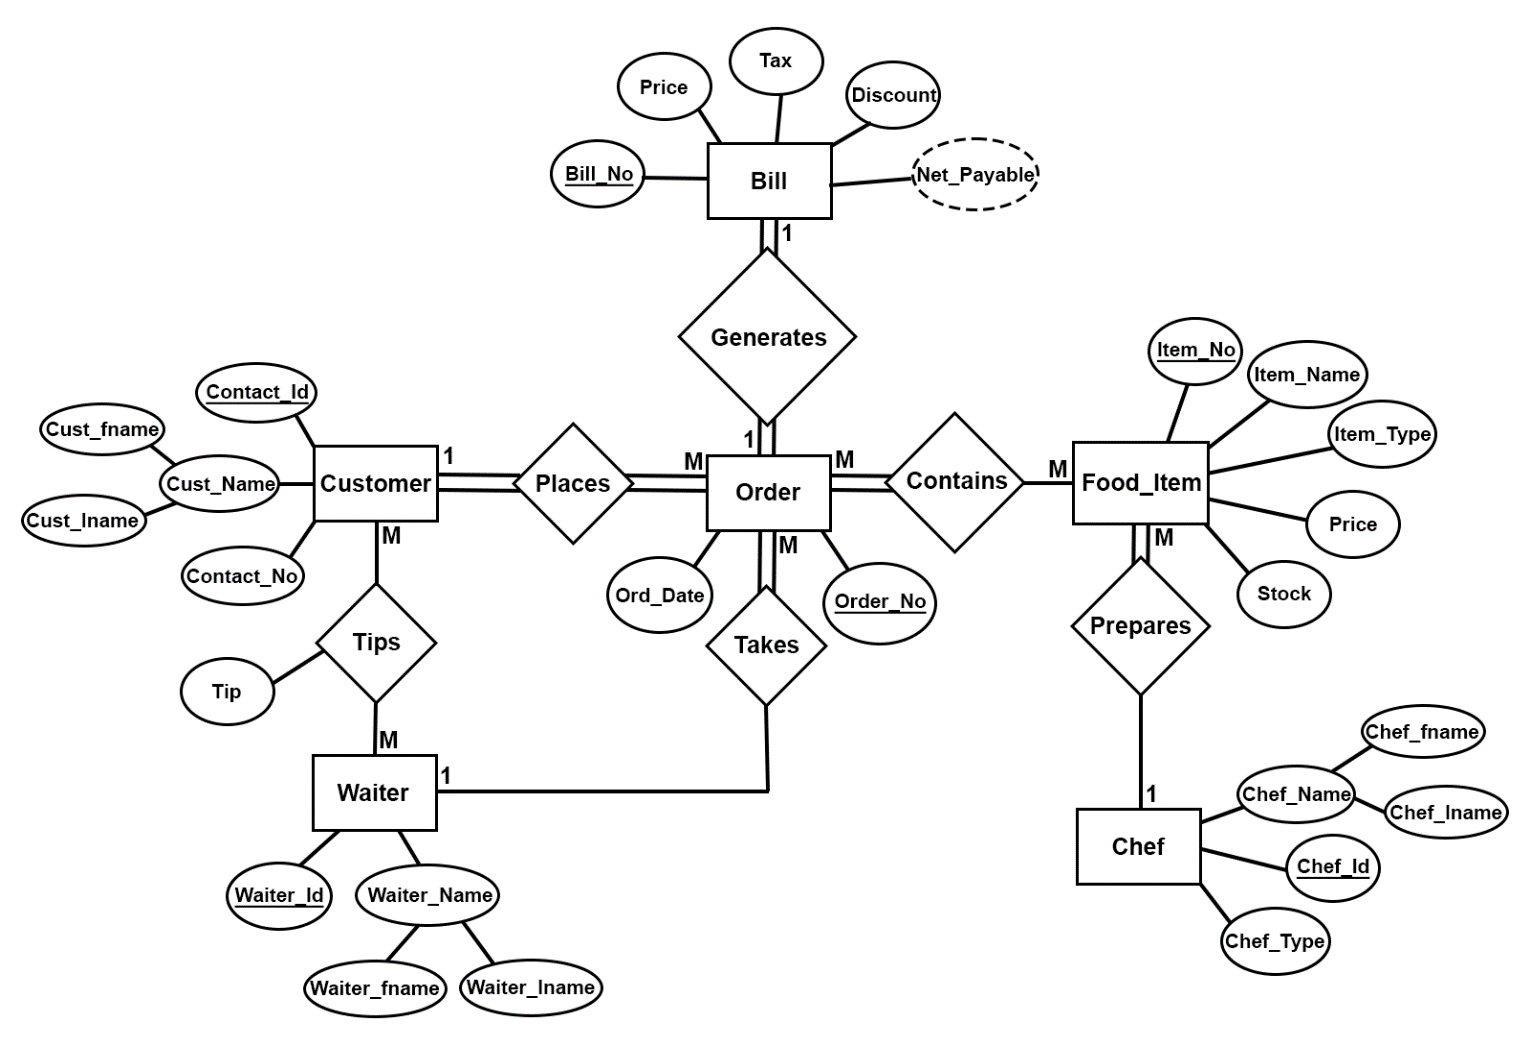 Tax
Price
Discount
Bill_No
Bill
Net_Payable
1
Generates
Item_No
Item_Name
Contact_Id
Cust_fname
Item_Type
1
1
M
M
M
Cust_Name
Customer
Places
Order
Contains
Food_Item
Cust_lname
Price
M
M
M
Contact_No
Ord_Date
Order_No
Stock
Tips
Takes
Prepares
Tip
Chef_fname
M
1
Waiter
1
Chef_Name
Chef_lname
Chef
Chef_Id
Waiter_Id
Waiter_Name
Chef_Type
Waiter_fname
Waiter_lname